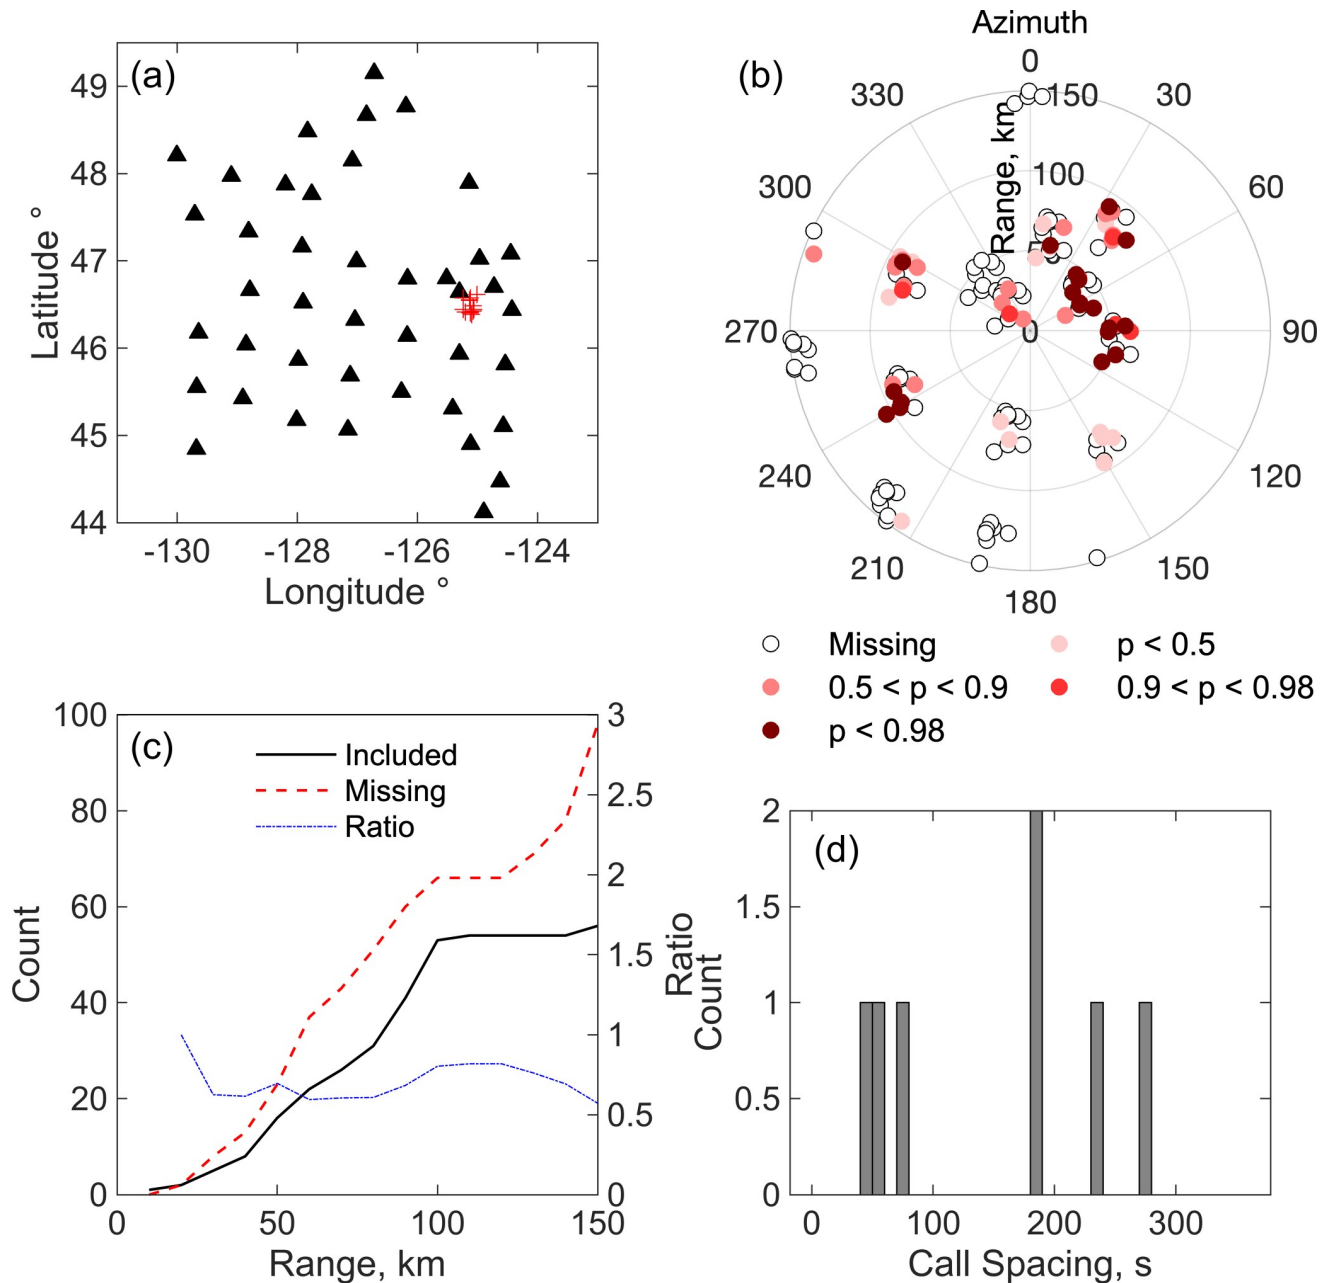 (a)
49
48
47
46
45
44
-130
-128
-126
-124
Latitude °
Longitude °
(b)
Azimuth
0
30
60
90
120
150
180
210
240
270
300
330
150
100
0
Range, km
Missing
p < 0.5
0.5 < p < 0.9
0.9 < p < 0.98
p < 0.98
(c)
Included
Missing
Ratio
100
80
60
40
20
0
Count
3
2.5
2
1.5
1
0.5
0
Ratio
0
50
100
150
Range, km
(d)
2
1.5
1
0.5
0
Count
0
100
200
300
Call Spacing, s